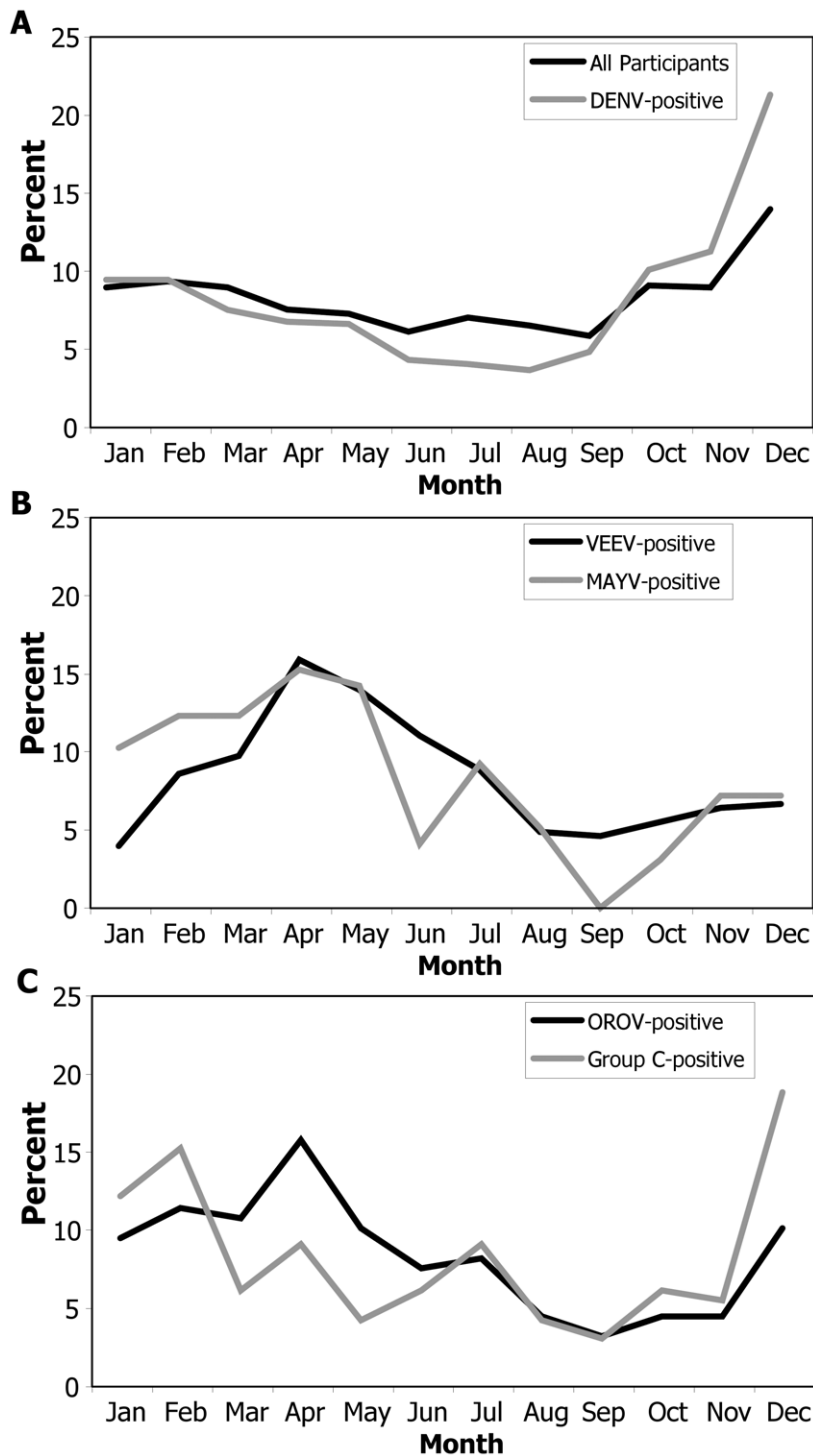 A
25
20
15
10
5
0
Percent
All Participants
DENV-positive
Jan Feb Mar Apr May Jun Jul Aug Sep Oct Nov Dec
Month
B
25
20
15
10
5
0
Percent
VEEV-positive
MAYV-positive
Jan Feb Mar Apr May Jun Jul Aug Sep Oct Nov Dec
Month
C
25
20
15
10
5
0
Percent
OROV-positive
Group C-positive
Jan Feb Mar Apr May Jun Jul Aug Sep Oct Nov Dec
Month